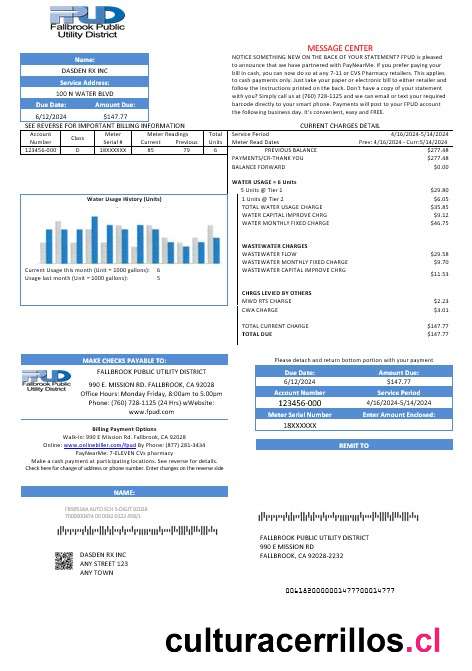 FPUD
Fallbrook Public
Utility District
Name:
DASDEN RX INC
Service Address:
100 N WATER BLVD
Due Date: Amount Due:
6/12/2024 $147.77
SEE REVERSE FOR IMPORTANT BILLING INFORMATION
Account Number Class Meter Serial # Meter Readings Current Previous Total Units
123456-000 D 18XXXXXX 85 79 6
MESSAGE CENTER
NOTICE SOMETHING NEW ON THE BACK OF YOUR STATEMENT? FPUD is pleased
to announce that we have partnered with PayNearMe. If you prefer paying your
bill in cash, you can now do so at any 7-11 or CVS Pharmacy retailers. This applies
to cash payments only. Just take your paper or electronic bill to either retailer and
follow the instructions printed on the back. Don't have a copy of your statement
with you? Simply call us at (760) 728-1125 and we can email or text your required
barcode directly to your smart phone. Payments will post to your FPUD account
the following business day. It's convenient, easy and FREE.
CURRENT CHARGES DETAIL
Service Period 4/16/2024-5/14/2024
Meter Read Dates Prev: 4/16/2024 - Curr:5/14/2024
PREVIOUS BALANCE $277.48
PAYMENTS/CR-THANK YOU $277.48
BALANCE FORWARD $0.00
WATER USAGE = 6 Units
5 Units @ Tier 1 $29.80
1 Units @ Tier 2 $6.05
TOTAL WATER USAGE CHARGE $35.85
WATER CAPITAL IMPROVE CHRG $9.12
WATER MONTHLY FIXED CHARGE $46.75
WASTEWATER CHARGES
WASTEWATER FLOW $29.58
WASTEWATER MONTHLY FIXED CHARGE $9.70
WASTEWATER CAPITAL IMPROVE CHRG $11.53
CHRGS LEVIED BY OTHERS
MWD RTS CHARGE $2.23
CWA CHARGE $3.01
TOTAL CURRENT CHARGE $147.77
TOTAL DUE $147.77
Water Usage History (Units)
Current Usage this month (Unit = 1000 gallons): 6
Usage last month (Unit = 1000 gallons): 5
MAKE CHECKS PAYABLE TO:
FPUD
Fallbrook Public
Utility District
FALLBROOK PUBLIC UTILITY DISTRICT
990 E. MISSION RD. FALLBROOK, CA 92028
Office Hours: Monday Friday, 8:00am to 5:00pm
Phone: (760) 728-1125 (24 Hrs) wWebsite:
www.fpud.com
Billing Payment Options
Walk-In: 990 E Mission Rd. Fallbrook, CA 92028
Online: www.onlinebiller.com/fpud By Phone: (877) 281-3434
PayNearMe: 7-ELEVEN CVs pharmacy
Make a cash payment at participating locations. See reverse for details.
Check here for change of address or phone number. Enter changes on the reverse side
Please detach and return bottom portion with your payment
Due Date: Amount Due:
6/12/2024 $147.77
Account Number Service Period
123456-000 4/16/2024-5/14/2024
Meter Serial Number Enter Amount Enclosed:
18XXXXXX
REMIT TO
NAME:
DASDEN RX INC
ANY STREET 123
ANY TOWN
FALLBROOK PUBLIC UTILITY DISTRICT
990 E MISSION RD
FALLBROOK, CA 92028-2232
culturacerrillos.cl